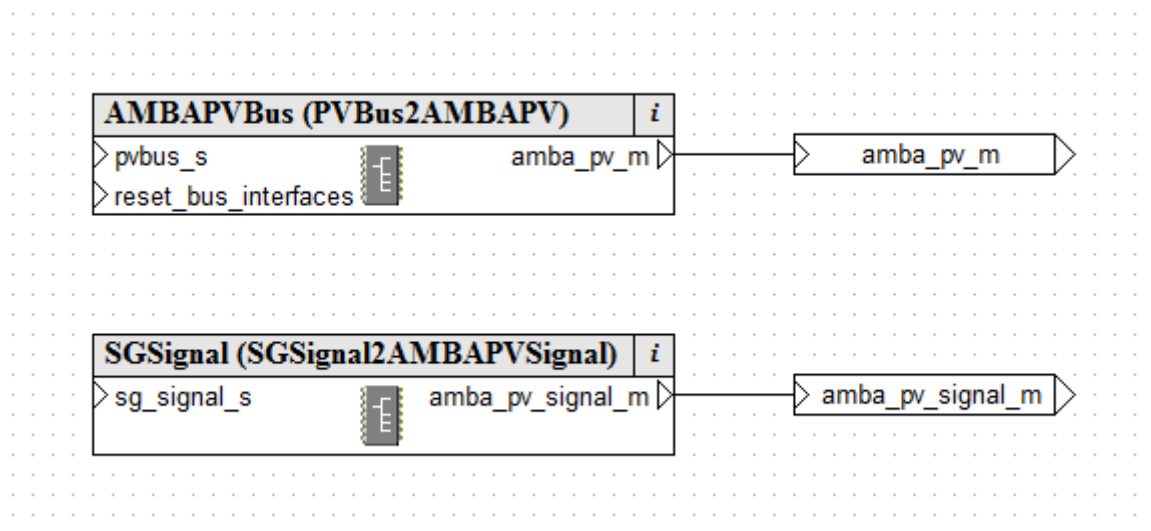 AMBAPVBus (PVBus2AMBAPV) i
pvbus_s amba_pv_m amba_pv_m
reset_bus_interfaces
SGSignal (SGSignal2AMBAPVSignal) i
sg_signal_s amba_pv_signal_m amba_pv_signal_m